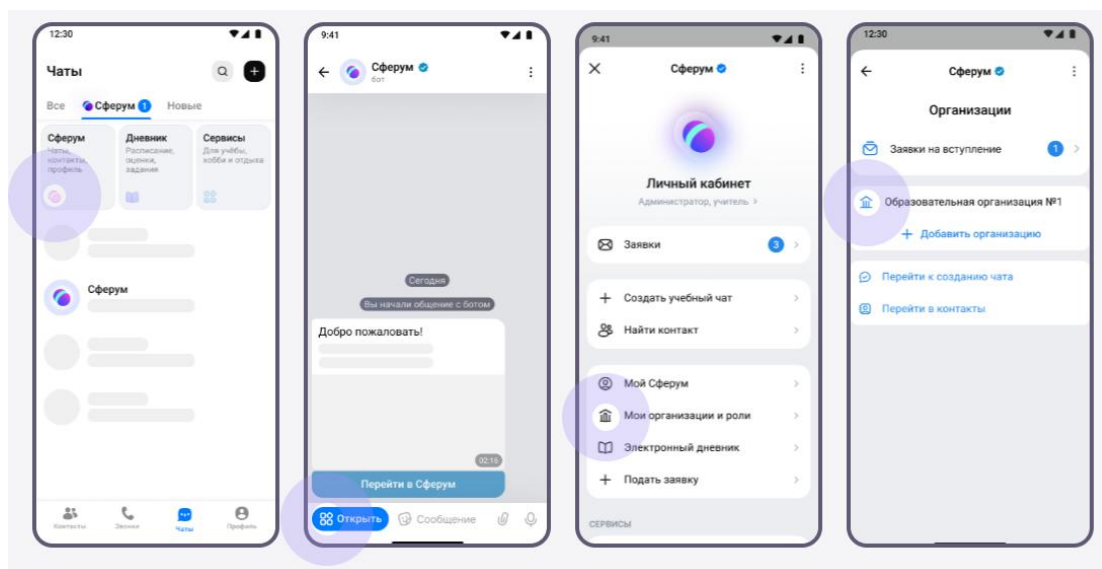 12:30
Чаты
Все
Сферум 1
Новые
Сферум
Чаты,
контакты,
профиль
Дневник
Расписание,
оценки,
задания
Сервисы
Для учёбы,
хобби и отдыха
Сферум
Контакты
Звонки
Чаты
Профиль
9:41
Сферум
бот
Сегодня
Вы начали общение с ботом
Добро пожаловать!
02:16
Перейти в Сферум
Открыть
Сообщение
9:41
Сферум
Личный кабинет
Администратор, учитель >
Заявки 3
Создать учебный чат
Найти контакт
Мой Сферум
Мои организации и роли
Электронный дневник
Подать заявку
СЕРВИСЫ
12:30
Сферум
Организации
Заявки на вступление 1
Образовательная организация №1
+ Добавить организацию
Перейти к созданию чата
Перейти в контакты